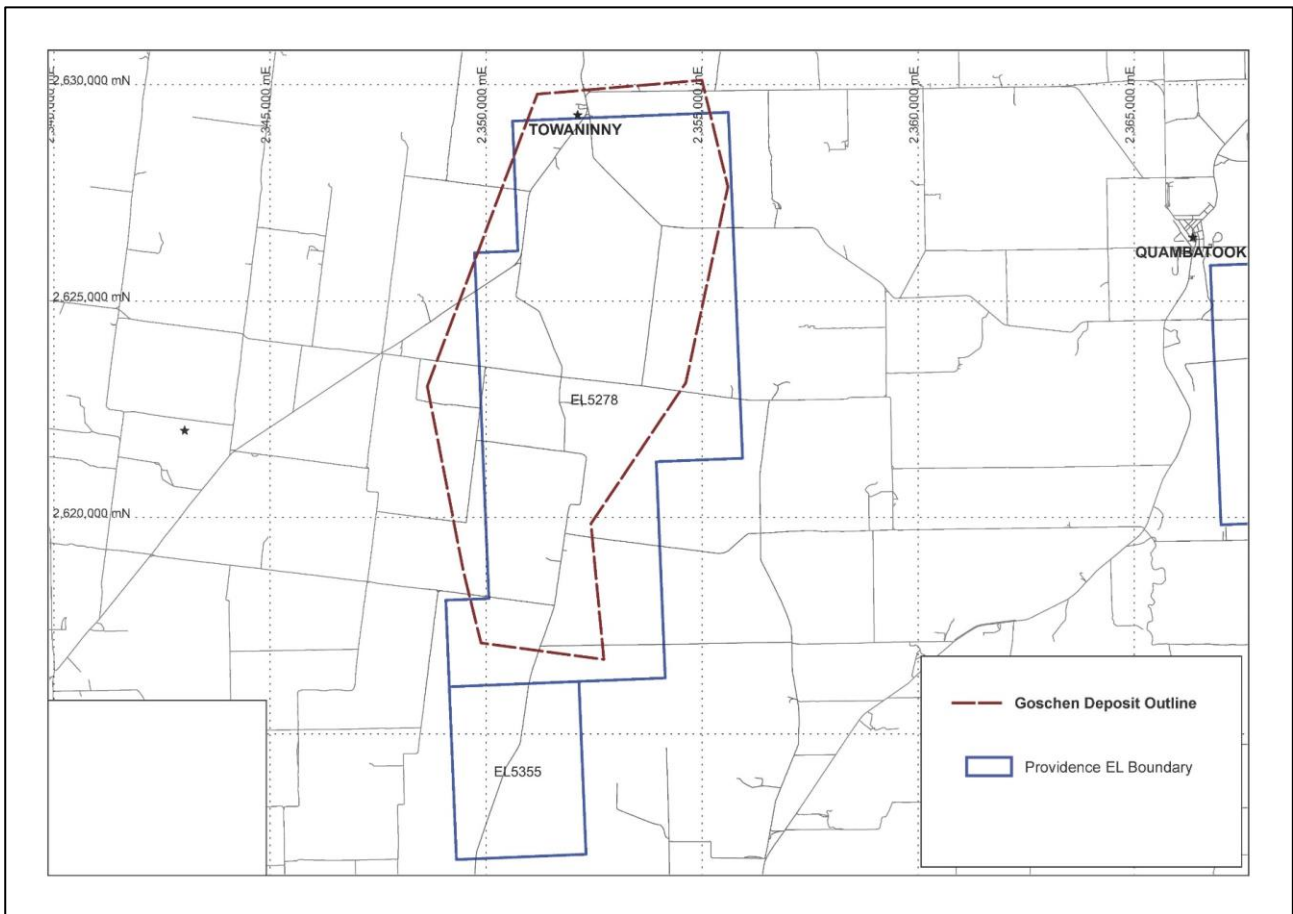 2,630,000 mN
2,345,000 mE
2,350,000 mE
2,355,000 mE
2,360,000 mE
2,365,000 mE
TOWANINNY
QUAMBATOOK
2,625,000 mN
EL5278
2,620,000 mN
EL5355
Goschen Deposit Outline
Providence EL Boundary